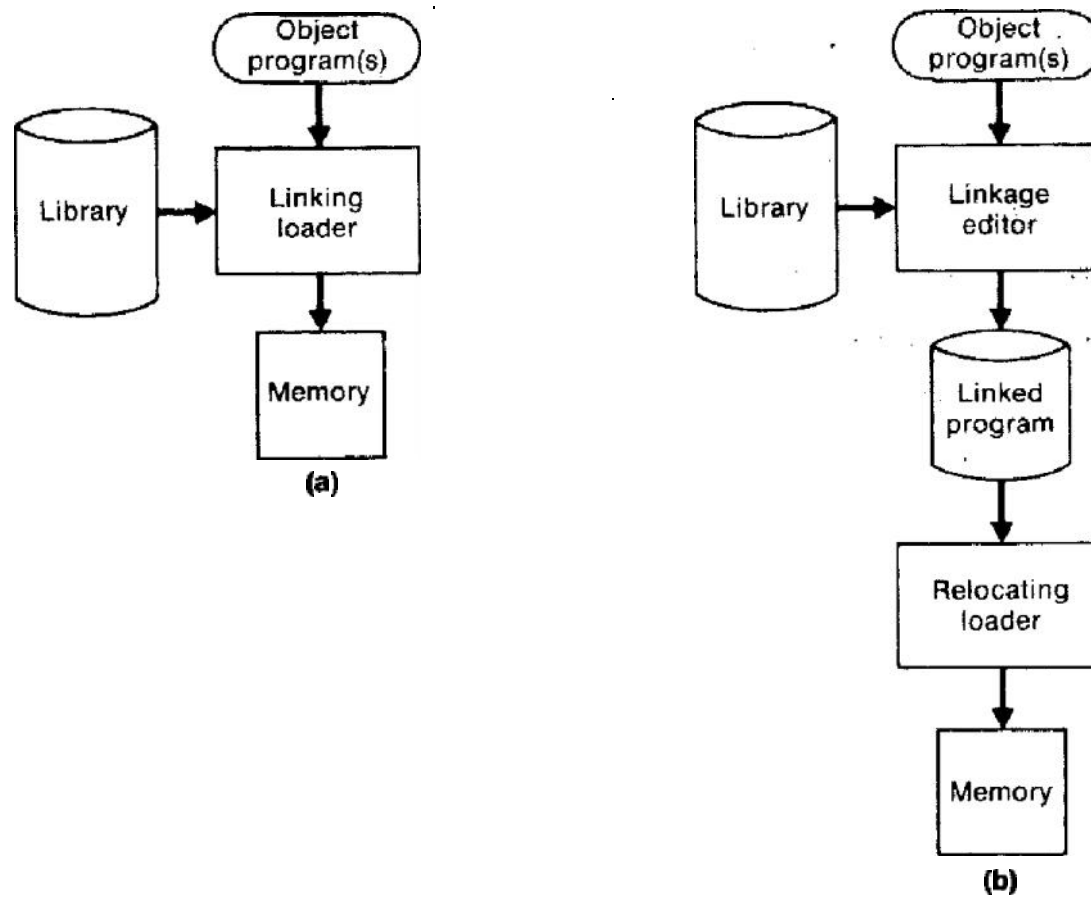 Object
program(s)
Library
Linking
loader
Memory
(a)
Object
program(s)
Library
Linkage
editor
Linked
program
Relocating
loader
Memory
(b)